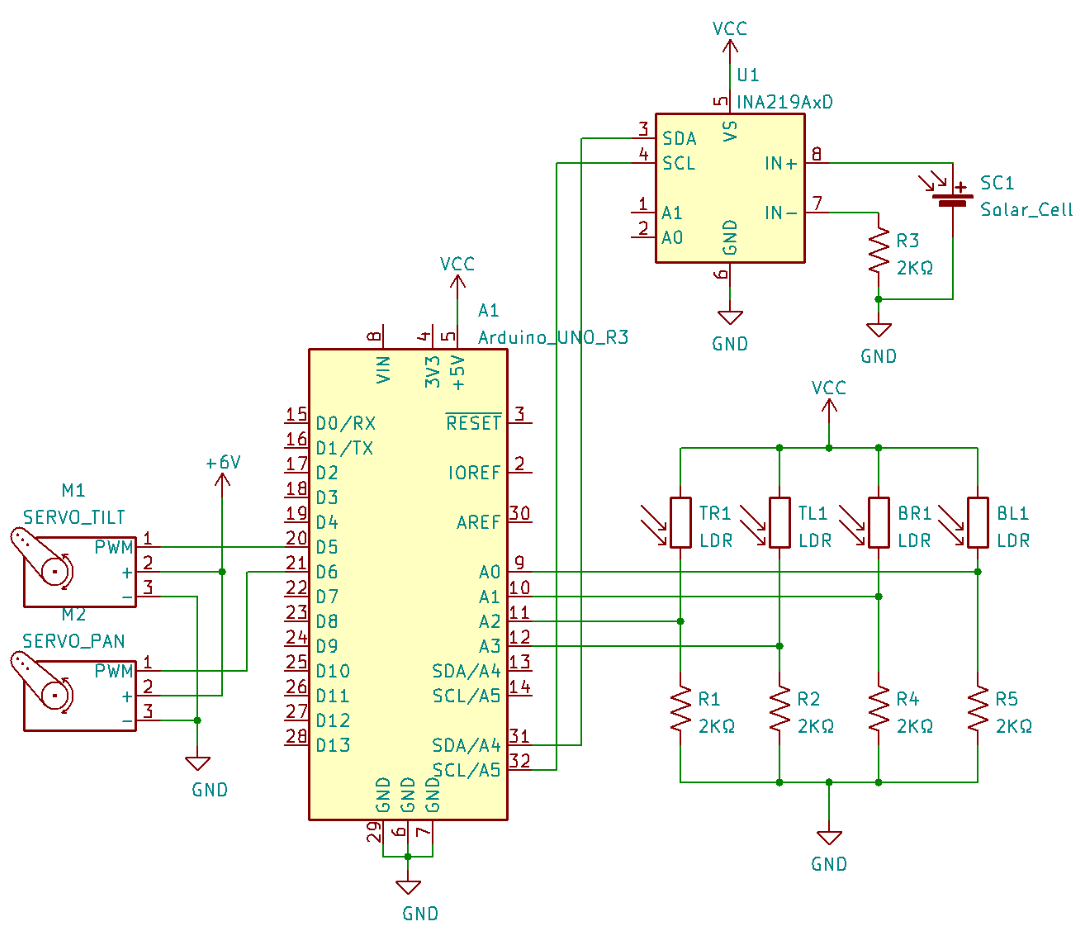 VCC
U1
INA219AxD
5
VS
3
SDA
4
SCL
1
A1
2
A0
IN+
8
IN-
7
GND
6
GND
SC1
+
Solar_Cell
R3
2KΩ
GND
VCC
A1
Arduino_UNO_R3
8
VIN
4
3V3
5
+5V
15
D0/RX
16
D1/TX
17
D2
18
D3
19
D4
20
D5
21
D6
22
D7
23
D8
24
D9
25
D10
26
D11
27
D12
28
D13
RESET
3
IOREF
2
AREF
30
A0
9
A1
10
A2
11
A3
12
SDA/A4
13
SCL/A5
14
SDA/A4
31
SCL/A5
32
GND
29
GND
6
GND
7
GND
+6V
M1
SERVO_TILT
PWM
1
+
2
-
3
M2
SERVO_PAN
PWM
1
+
2
-
3
GND
VCC
TR1
LDR
TL1
LDR
BR1
LDR
BL1
LDR
R1
2KΩ
R2
2KΩ
R4
2KΩ
R5
2KΩ
GND